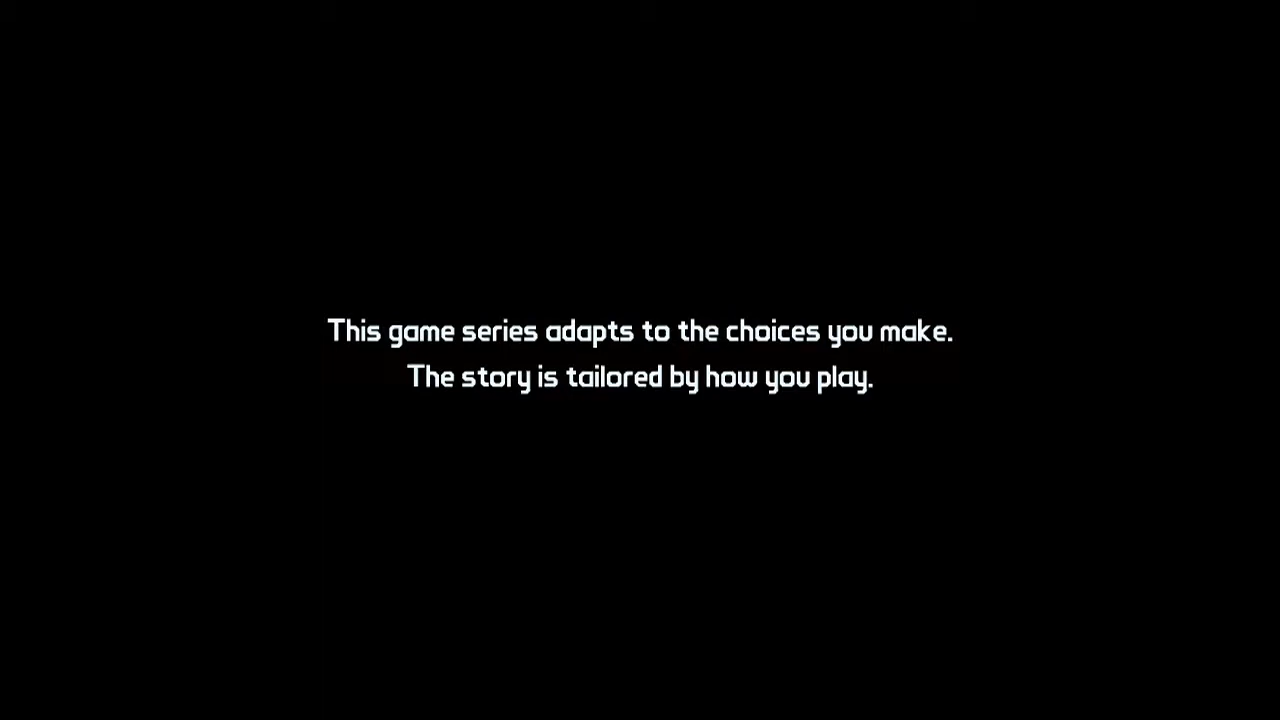 This game series adapts to the choices you make.
The story is tailored by how you play.